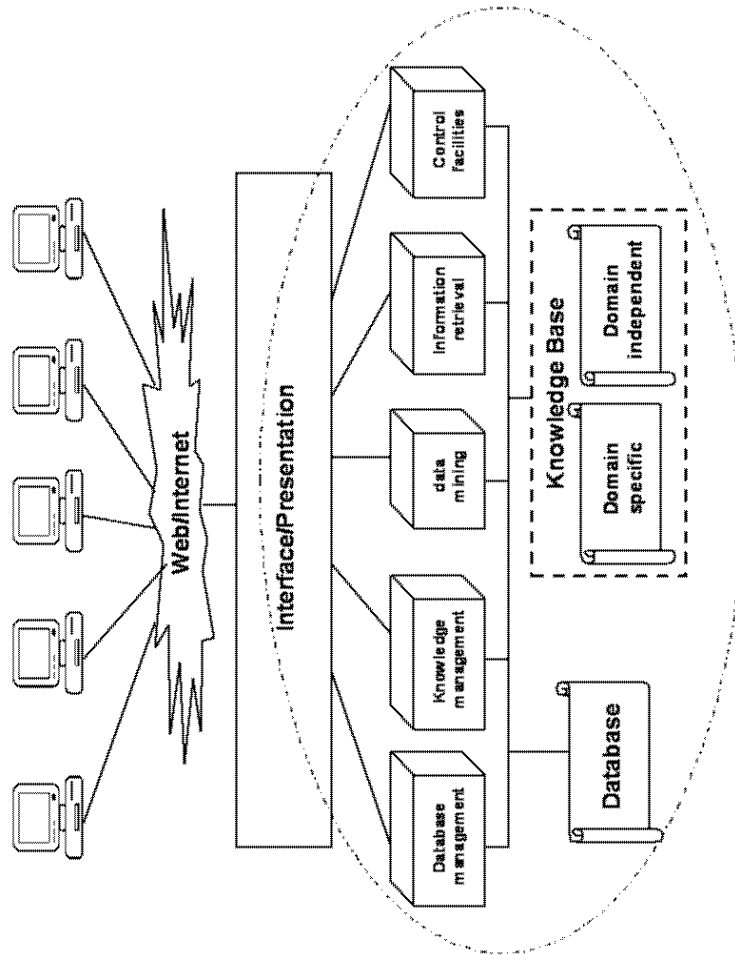 Web/Internet
Interface/Presentation
Database
management
Knowledge
management
data
mining
Information
retrieval
Control
facilities
Database
Knowledge Base
Domain
specific
Domain
independent